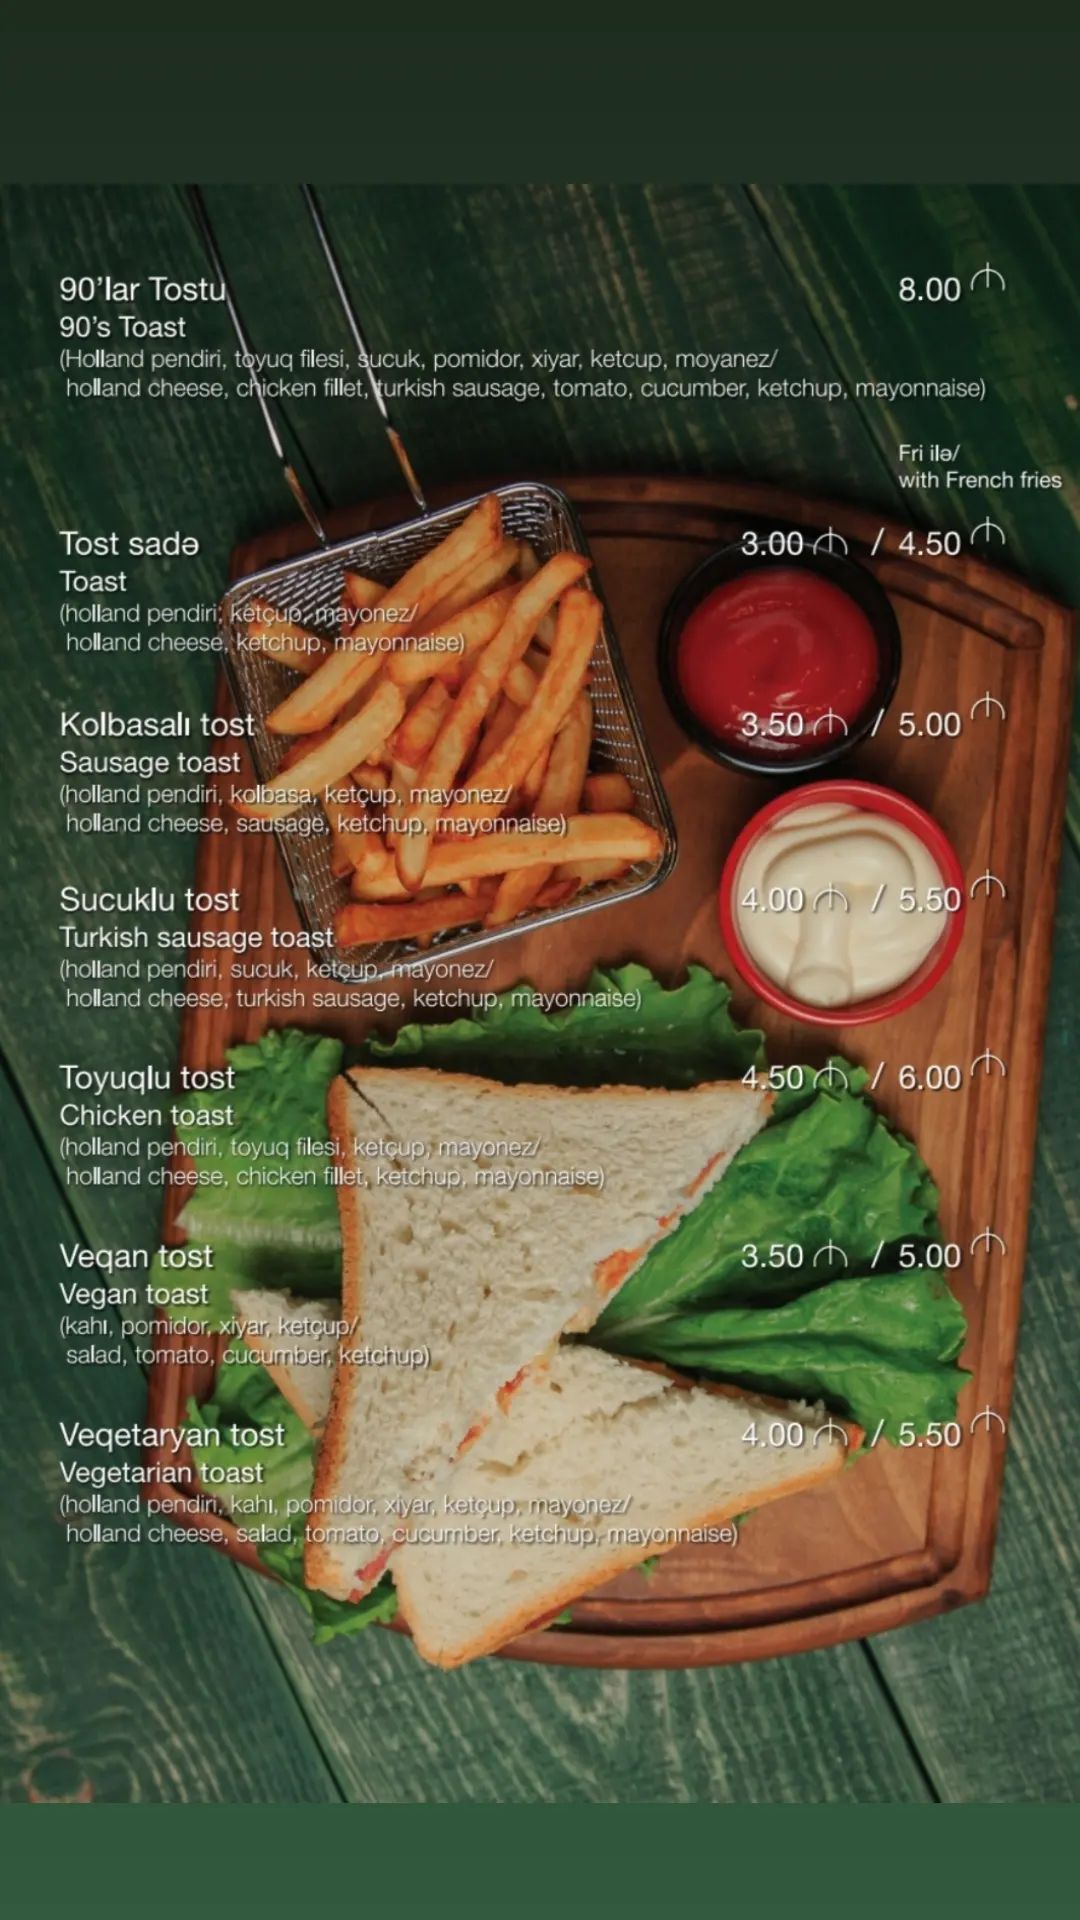 90’lar Tostu 8.00 ₼
90’s Toast
(Holland pendiri, toyuq filesi, sucuk, pomidor, xiyar, ketcup, moyanez/
holland cheese, chicken fillet, turkish sausage, tomato, cucumber, ketchup, mayonnaise)
Fri ilə/
with French fries
Tost sadə 3.00 ₼ / 4.50 ₼
Toast
(holland pendiri, ketçup, mayonez/
holland cheese, ketchup, mayonnaise)
Kolbasalı tost 3.50 ₼ / 5.00 ₼
Sausage toast
(holland pendiri, kolbasa, ketçup, mayonez/
holland cheese, sausage, ketchup, mayonnaise)
Sucuklu tost 4.00 ₼ / 5.50 ₼
Turkish sausage toast
(holland pendiri, sucuk, ketçup, mayonez/
holland cheese, turkish sausage, ketchup, mayonnaise)
Toyuqlu tost 4.50 ₼ / 6.00 ₼
Chicken toast
(holland pendiri, toyuq filesi, ketçup, mayonez/
holland cheese, chicken fillet, ketchup, mayonnaise)
Veqan tost 3.50 ₼ / 5.00 ₼
Vegan toast
(kahı, pomidor, xiyar, ketçup/
salad, tomato, cucumber, ketchup)
Veqetaryan tost 4.00 ₼ / 5.50 ₼
Vegetarian toast
(holland pendiri, kahı, pomidor, xiyar, ketçup, mayonez/
holland cheese, salad, tomato, cucumber, ketchup, mayonnaise)